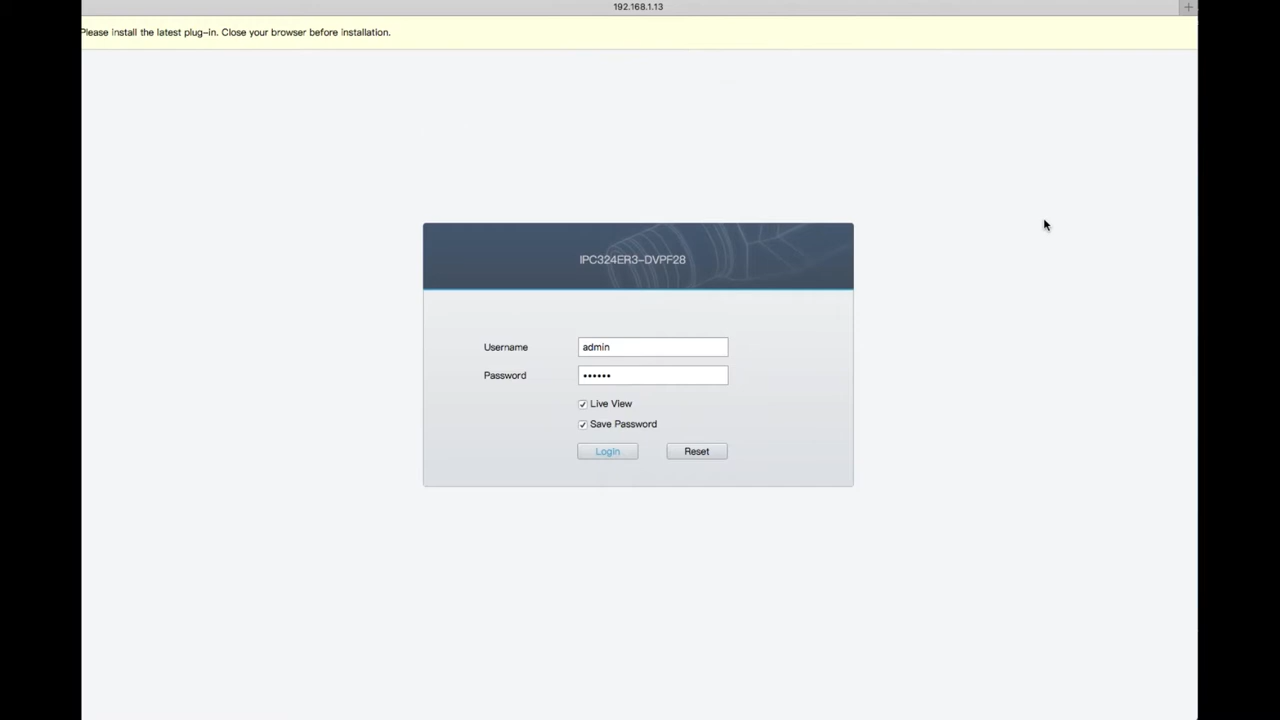 192.168.1.13
Please install the latest plug-in. Close your browser before installation.
IPC324ER3-DVPF28
Username
admin
Password
••••••
Live View
Save Password
Login
Reset